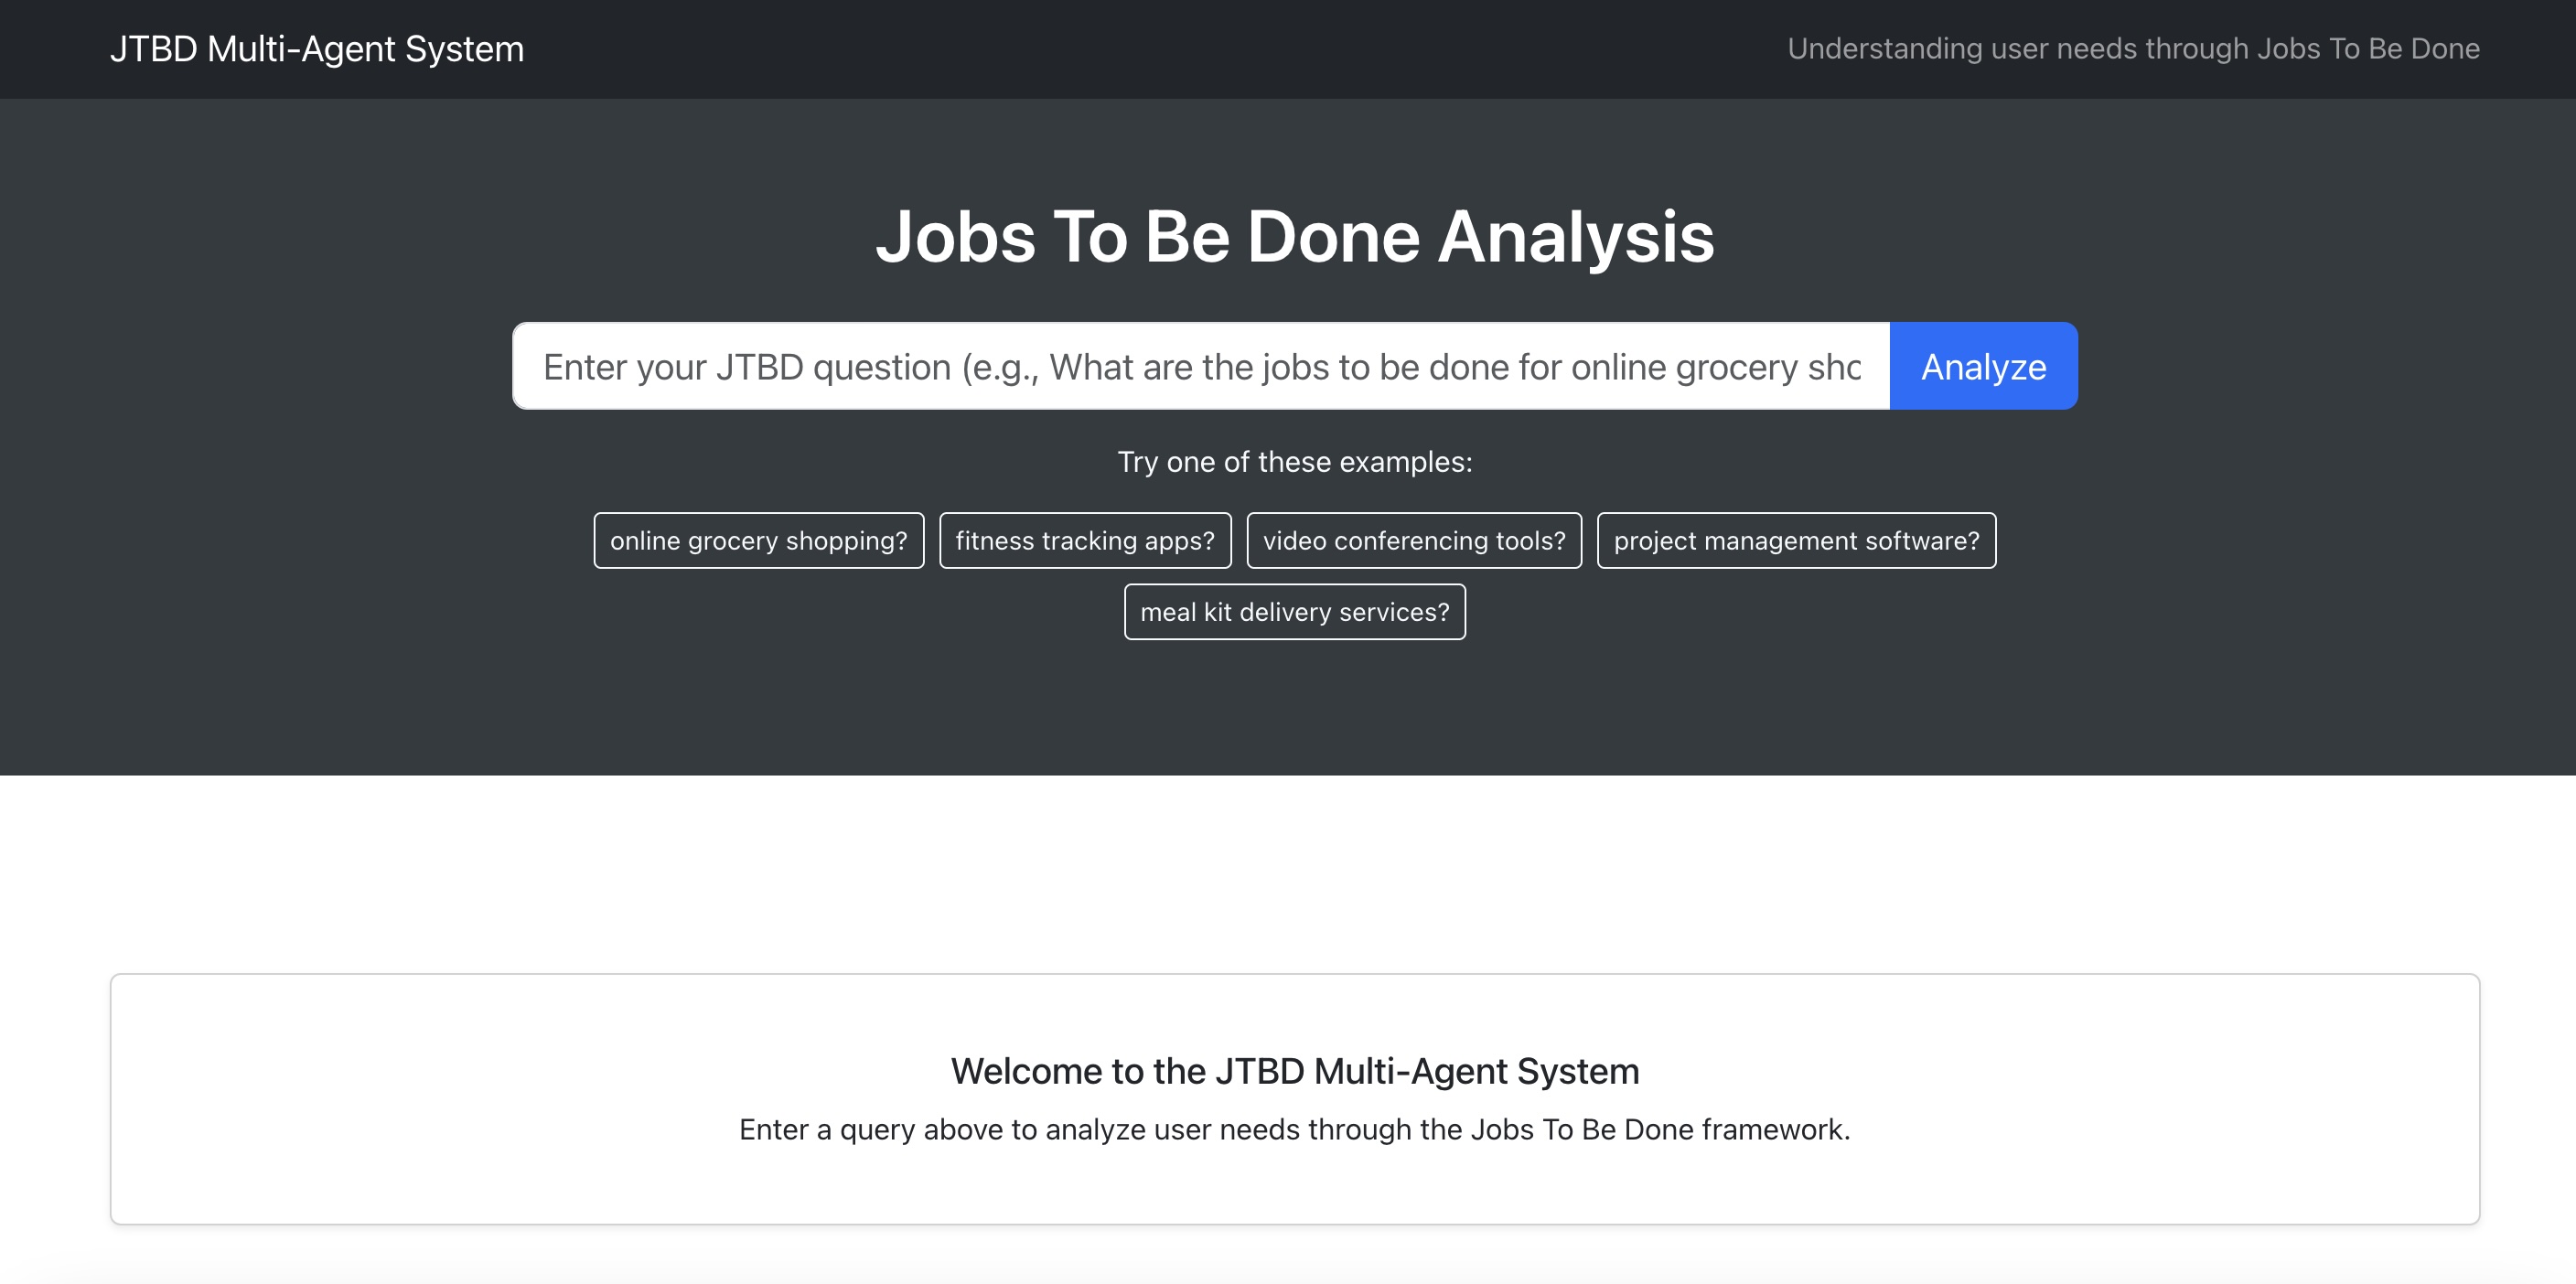 JTBD Multi-Agent System
Understanding user needs through Jobs To Be Done
Jobs To Be Done Analysis
Enter your JTBD question (e.g., What are the jobs to be done for online grocery sho
Analyze
Try one of these examples:
online grocery shopping?
fitness tracking apps?
video conferencing tools?
project management software?
meal kit delivery services?
Welcome to the JTBD Multi-Agent System
Enter a query above to analyze user needs through the Jobs To Be Done framework.